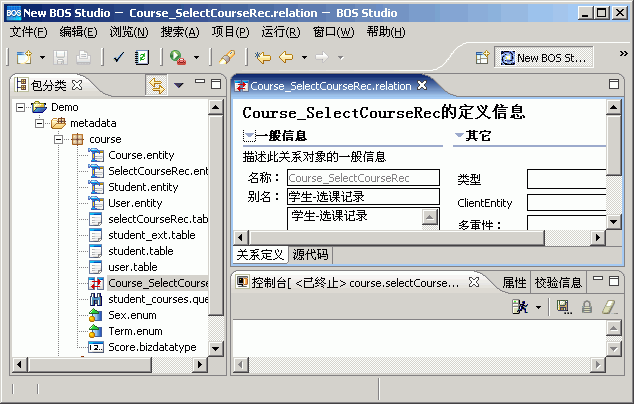 New BOS Studio － Course_SelectCourseRec.relation － BOS Studio
文件(F) 编辑(E) 浏览(N) 搜索(A) 项目(P) 运行(R) 窗口(W) 帮助(H)
New BOS St...
包分类
Demo
metadata
course
Course.entity
SelectCourseRec.ent
Student.entity
User.entity
selectCourseRec.tab
student_ext.table
student.table
user.table
Course_SelectCourse
student_courses.que
Sex.enum
Term.enum
Score.bizdatatype
Course_SelectCourseRec.relation
Course_SelectCourseRec的定义信息
一般信息
其它
描述此关系对象的一般信息
名称：
Course_SelectCourseRec
类型
别名：
学生-选课记录
ClientEntity
学生-选课记录
多重性：
关系定义 源代码
控制台[ <已终止> course.selectCourse...
属性 校验信息